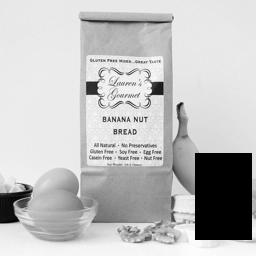 Gluten Free Mixes...Great Taste
Lauren's
Gourmet
BANANA NUT
BREAD
All Natural • No Preservatives
Gluten Free • Soy Free • Egg Free
Casein Free • Yeast Free • Nut Free